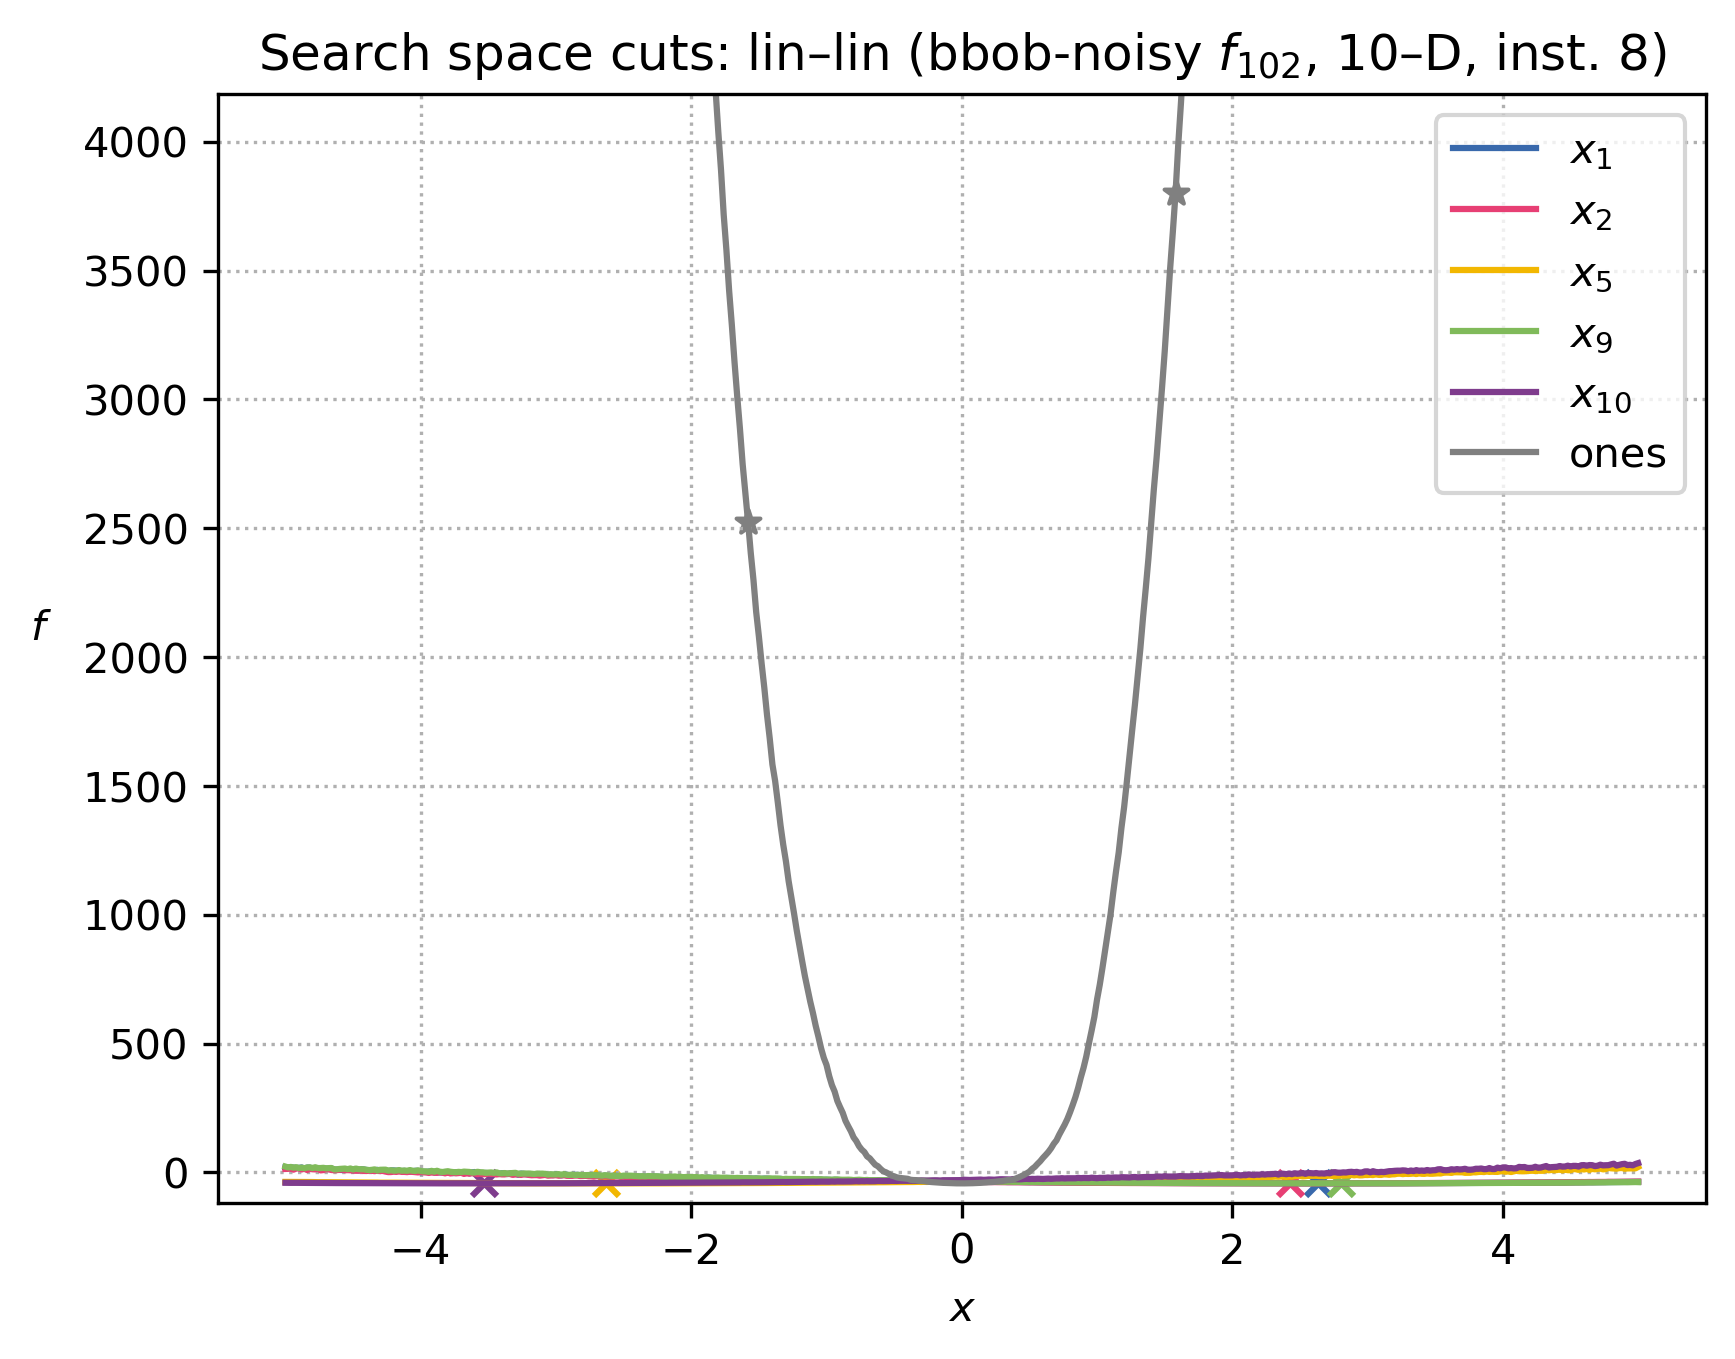 Search space cuts: lin–lin (bbob-noisy f₁₀₂, 10–D, inst. 8)
4000
3500
3000
2500
2000
1500
1000
500
0
f
−4
−2
0
2
4
x
x₁
x₂
x₅
x₉
x₁₀
ones